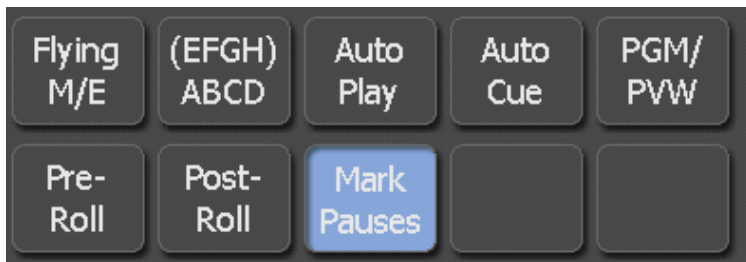 Flying
M/E
(EFGH)
ABCD
Auto
Play
Auto
Cue
PGM/
PVW
Pre-
Roll
Post-
Roll
Mark
Pauses